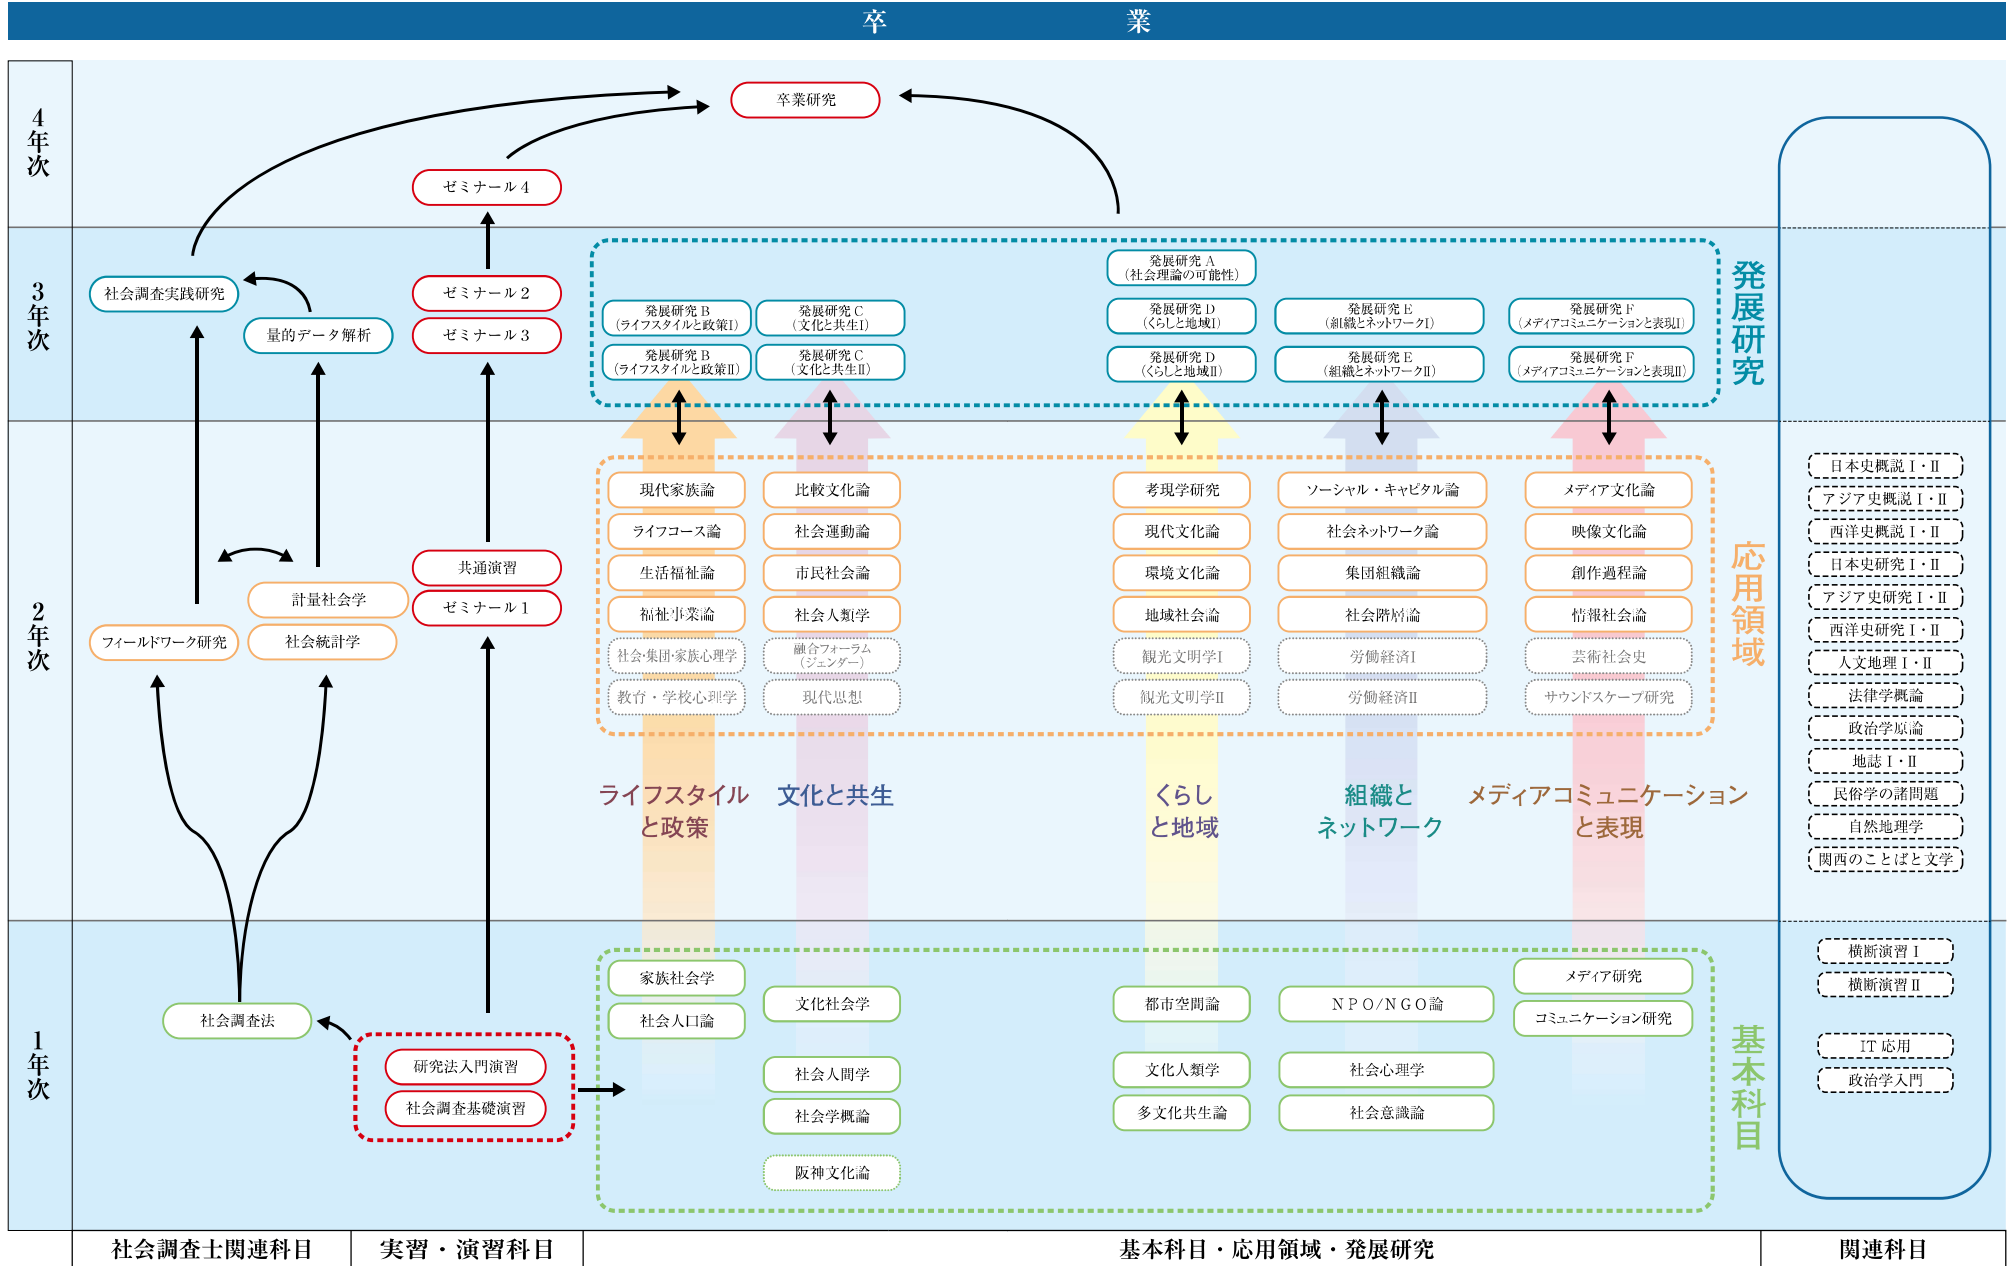 卒　業
4年次
卒業研究
ゼミナール 4
3年次
社会調査実践研究
量的データ解析
ゼミナール 2
ゼミナール 3
発展研究 A
(社会理論の可能性)
発展研究 B
(ライフスタイルと政策Ⅰ)
発展研究 C
(文化と共生Ⅰ)
発展研究 D
(くらしと地域Ⅰ)
発展研究 E
(組織とネットワークⅠ)
発展研究 F
(メディアコミュニケーションと表現Ⅰ)
発展研究 B
(ライフスタイルと政策Ⅱ)
発展研究 C
(文化と共生Ⅱ)
発展研究 D
(くらしと地域Ⅱ)
発展研究 E
(組織とネットワークⅡ)
発展研究 F
(メディアコミュニケーションと表現Ⅱ)
発展研究
2年次
共通演習
ゼミナール 1
計量社会学
フィールドワーク研究
社会統計学
現代家族論
ライフコース論
生活福祉論
福祉事業論
社会・集団・家族心理学
教育・学校心理学
比較文化論
社会運動論
市民社会論
社会人類学
融合フォーラム
(ジェンダー)
現代思想
考現学研究
現代文化論
環境文化論
地域社会論
観光文明学Ⅰ
観光文明学Ⅱ
ソーシャル・キャピタル論
社会ネットワーク論
集団組織論
社会階層論
労働経済Ⅰ
労働経済Ⅱ
メディア文化論
映像文化論
創作過程論
情報社会論
芸術社会史
サウンドスケープ研究
応用領域
ライフスタイル
と政策
文化と共生
くらし
と地域
組織と
ネットワーク
メディアコミュニケーション
と表現
日本史概説 Ⅰ・Ⅱ
アジア史概説 Ⅰ・Ⅱ
西洋史概説 Ⅰ・Ⅱ
日本史研究 Ⅰ・Ⅱ
アジア史研究 Ⅰ・Ⅱ
西洋史研究 Ⅰ・Ⅱ
人文地理 Ⅰ・Ⅱ
法律学概論
政治学原論
地誌 Ⅰ・Ⅱ
民俗学の諸問題
自然地理学
関西のことばと文学
1年次
社会調査法
研究法入門演習
社会調査基礎演習
家族社会学
社会人口論
文化社会学
社会人間学
社会学概論
阪神文化論
都市空間論
文化人類学
多文化共生論
NPO/NGO論
社会心理学
社会意識論
メディア研究
コミュニケーション研究
基本科目
横断演習 Ⅰ
横断演習 Ⅱ
IT 応用
政治学入門
社会調査士関連科目
実習・演習科目
基本科目・応用領域・発展研究
関連科目